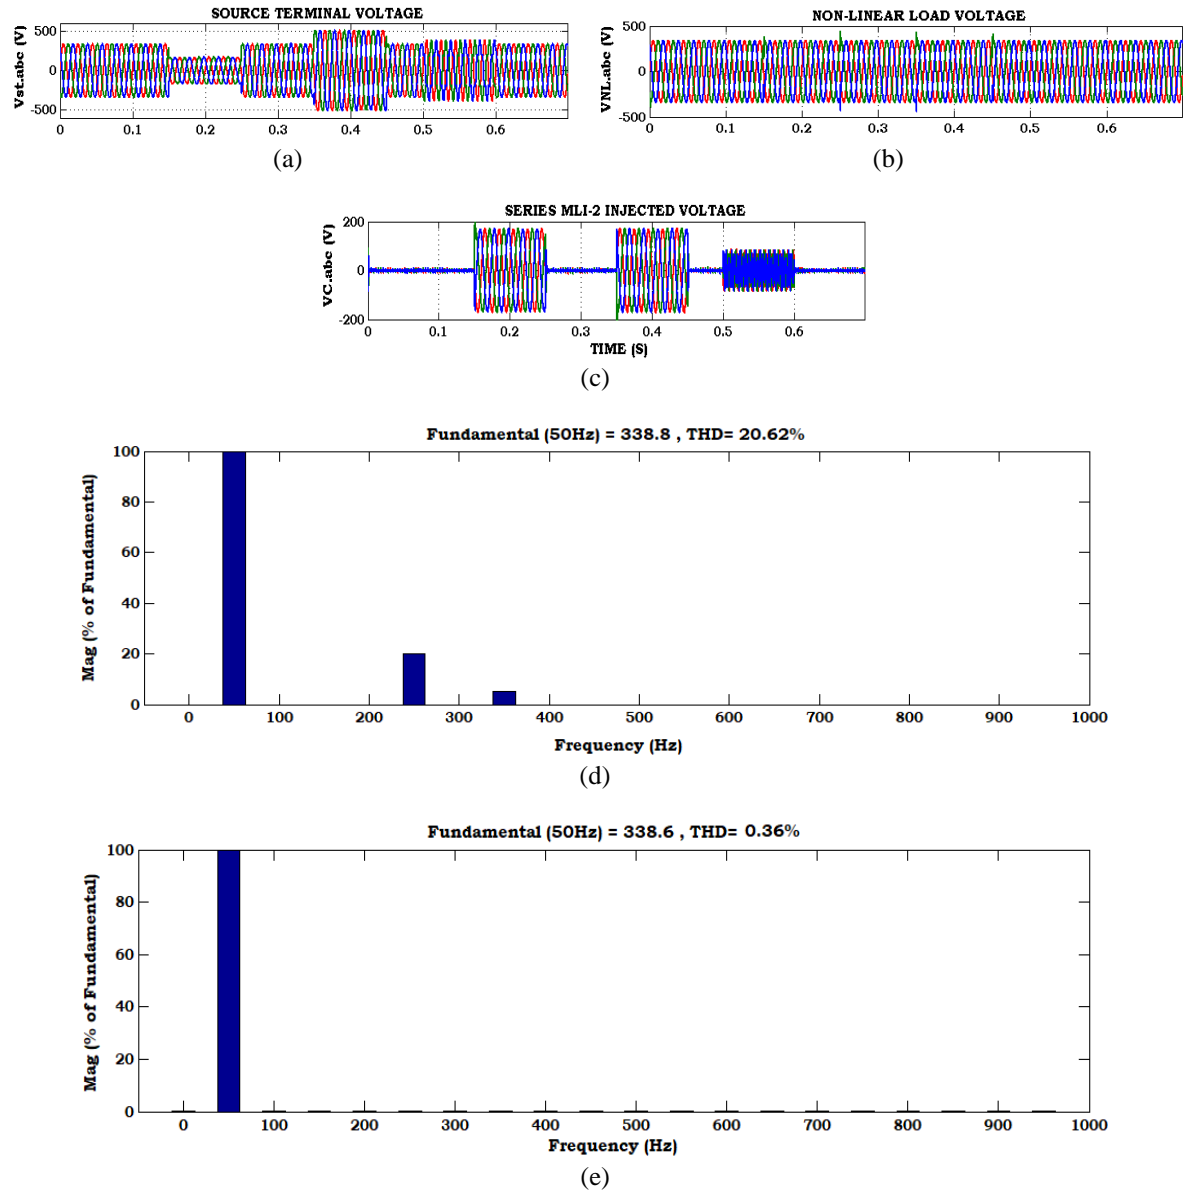 SOURCE TERMINAL VOLTAGE
Vst.abc (V)
500
0
-500
0 0.1 0.2 0.3 0.4 0.5 0.6
(a)
NON-LINEAR LOAD VOLTAGE
VNL.abc (V)
500
0
-500
0 0.1 0.2 0.3 0.4 0.5 0.6
(b)
SERIES MLI-2 INJECTED VOLTAGE
VC.abc (V)
200
0
-200
0 0.1 0.2 0.3 0.4 0.5 0.6
TIME (S)
(c)
Fundamental (50Hz) = 338.8 , THD= 20.62%
Mag (% of Fundamental)
100
80
60
40
20
0
0 100 200 300 400 500 600 700 800 900 1000
Frequency (Hz)
(d)
Fundamental (50Hz) = 338.6 , THD= 0.36%
Mag (% of Fundamental)
100
80
60
40
20
0
0 100 200 300 400 500 600 700 800 900 1000
Frequency (Hz)
(e)